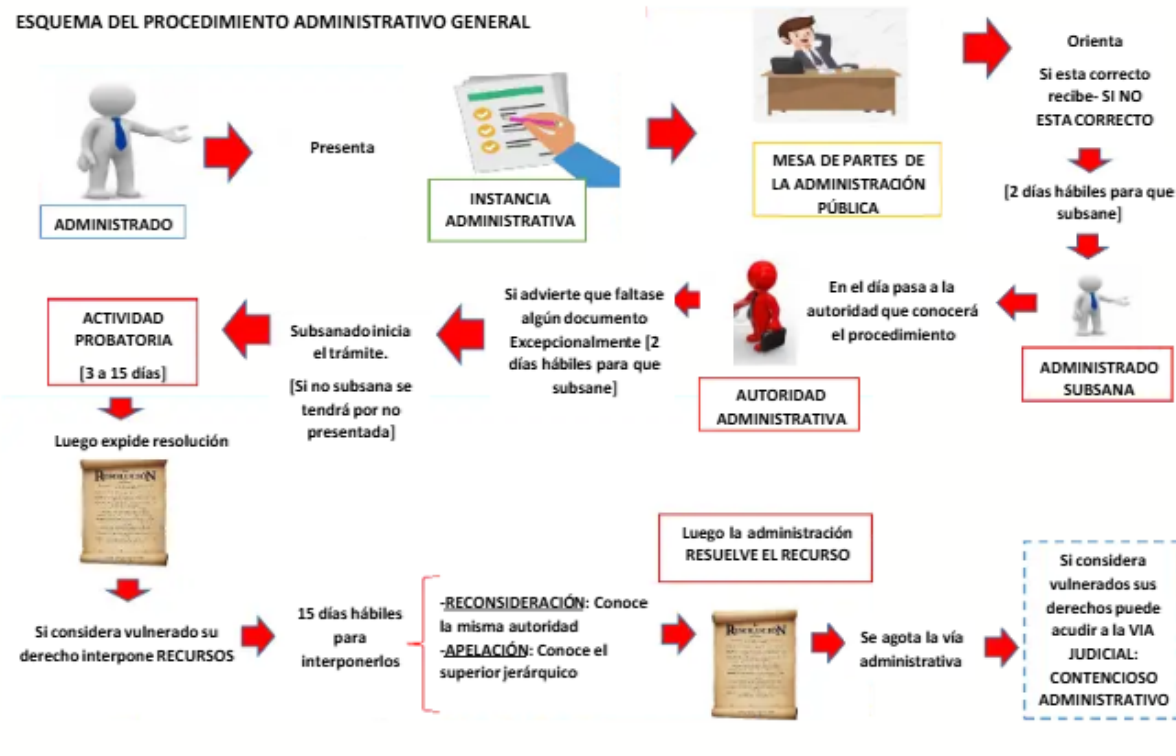 ESQUEMA DEL PROCEDIMIENTO ADMINISTRATIVO GENERAL
ADMINISTRADO
Presenta
INSTANCIA
ADMINISTRATIVA
MESA DE PARTES DE
LA ADMINISTRACIÓN
PÚBLICA
Orienta
Si esta correcto
recibe- SI NO
ESTA CORRECTO
[2 días hábiles para que
subsane]
ADMINISTRADO
SUBSANA
En el día pasa a la
autoridad que conocerá
el procedimiento
AUTORIDAD
ADMINISTRATIVA
Si advierte que faltase
algún documento
Excepcionalmente [2
días hábiles para que
subsane]
Subsanado inicia
el trámite.
[Si no subsana se
tendrá por no
presentada]
ACTIVIDAD
PROBATORIA
[3 a 15 días]
Luego expide resolución
RESOLUCIÓN
Si considera vulnerado su
derecho interpone RECURSOS
15 días hábiles
para
interponerlos
-RECONSIDERACIÓN: Conoce
la misma autoridad
-APELACIÓN: Conoce el
superior jerárquico
Luego la administración
RESUELVE EL RECURSO
RESOLUCIÓN
Se agota la vía
administrativa
Si considera
vulnerados sus
derechos puede
acudir a la VIA
JUDICIAL:
CONTENCIOSO
ADMINISTRATIVO